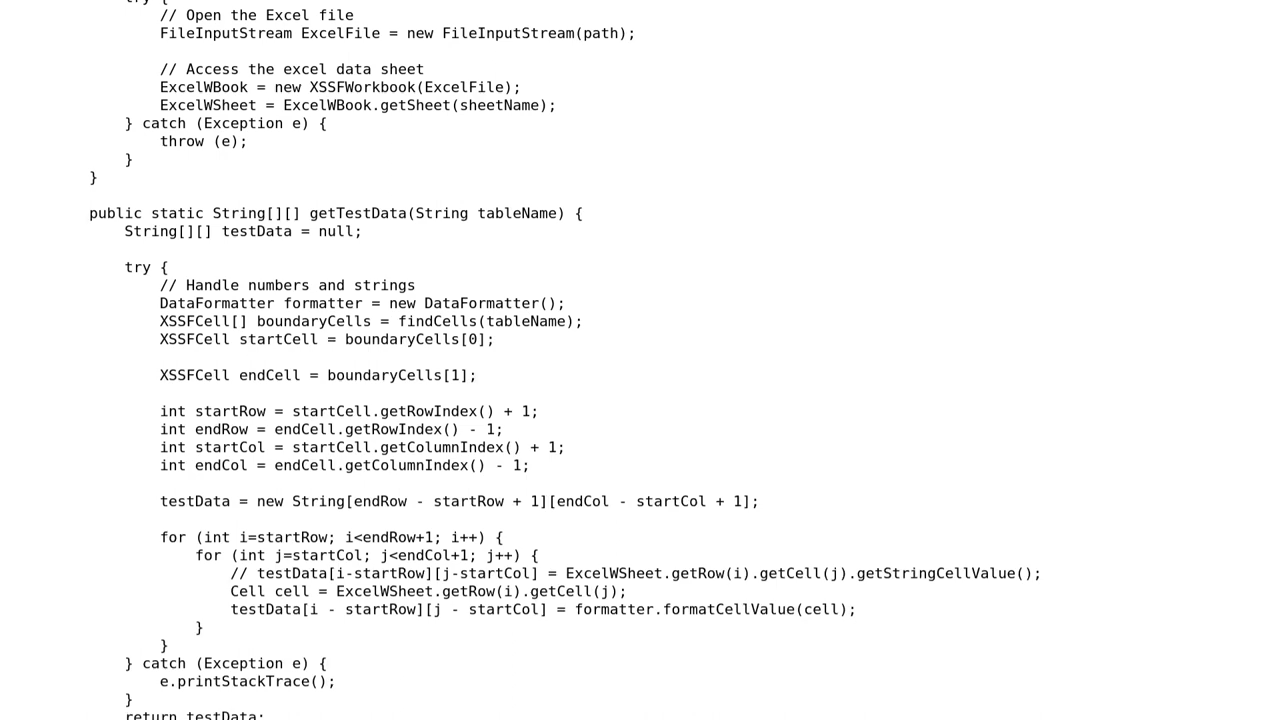 try {
// Open the Excel file
FileInputStream ExcelFile = new FileInputStream(path);
// Access the excel data sheet
ExcelWBook = new XSSFWorkbook(ExcelFile);
ExcelWSheet = ExcelWBook.getSheet(sheetName);
} catch (Exception e) {
throw (e);
}
}
public static String[][] getTestData(String tableName) {
String[][] testData = null;
try {
// Handle numbers and strings
DataFormatter formatter = new DataFormatter();
XSSFCell[] boundaryCells = findCells(tableName);
XSSFCell startCell = boundaryCells[0];
XSSFCell endCell = boundaryCells[1];
int startRow = startCell.getRowIndex() + 1;
int endRow = endCell.getRowIndex() - 1;
int startCol = startCell.getColumnIndex() + 1;
int endCol = endCell.getColumnIndex() - 1;
testData = new String[endRow - startRow + 1][endCol - startCol + 1];
for (int i=startRow; i<endRow+1; i++) {
for (int j=startCol; j<endCol+1; j++) {
// testData[i-startRow][j-startCol] = ExcelWSheet.getRow(i).getCell(j).getStringCellValue();
Cell cell = ExcelWSheet.getRow(i).getCell(j);
testData[i - startRow][j - startCol] = formatter.formatCellValue(cell);
}
}
} catch (Exception e) {
e.printStackTrace();
}
return testData;